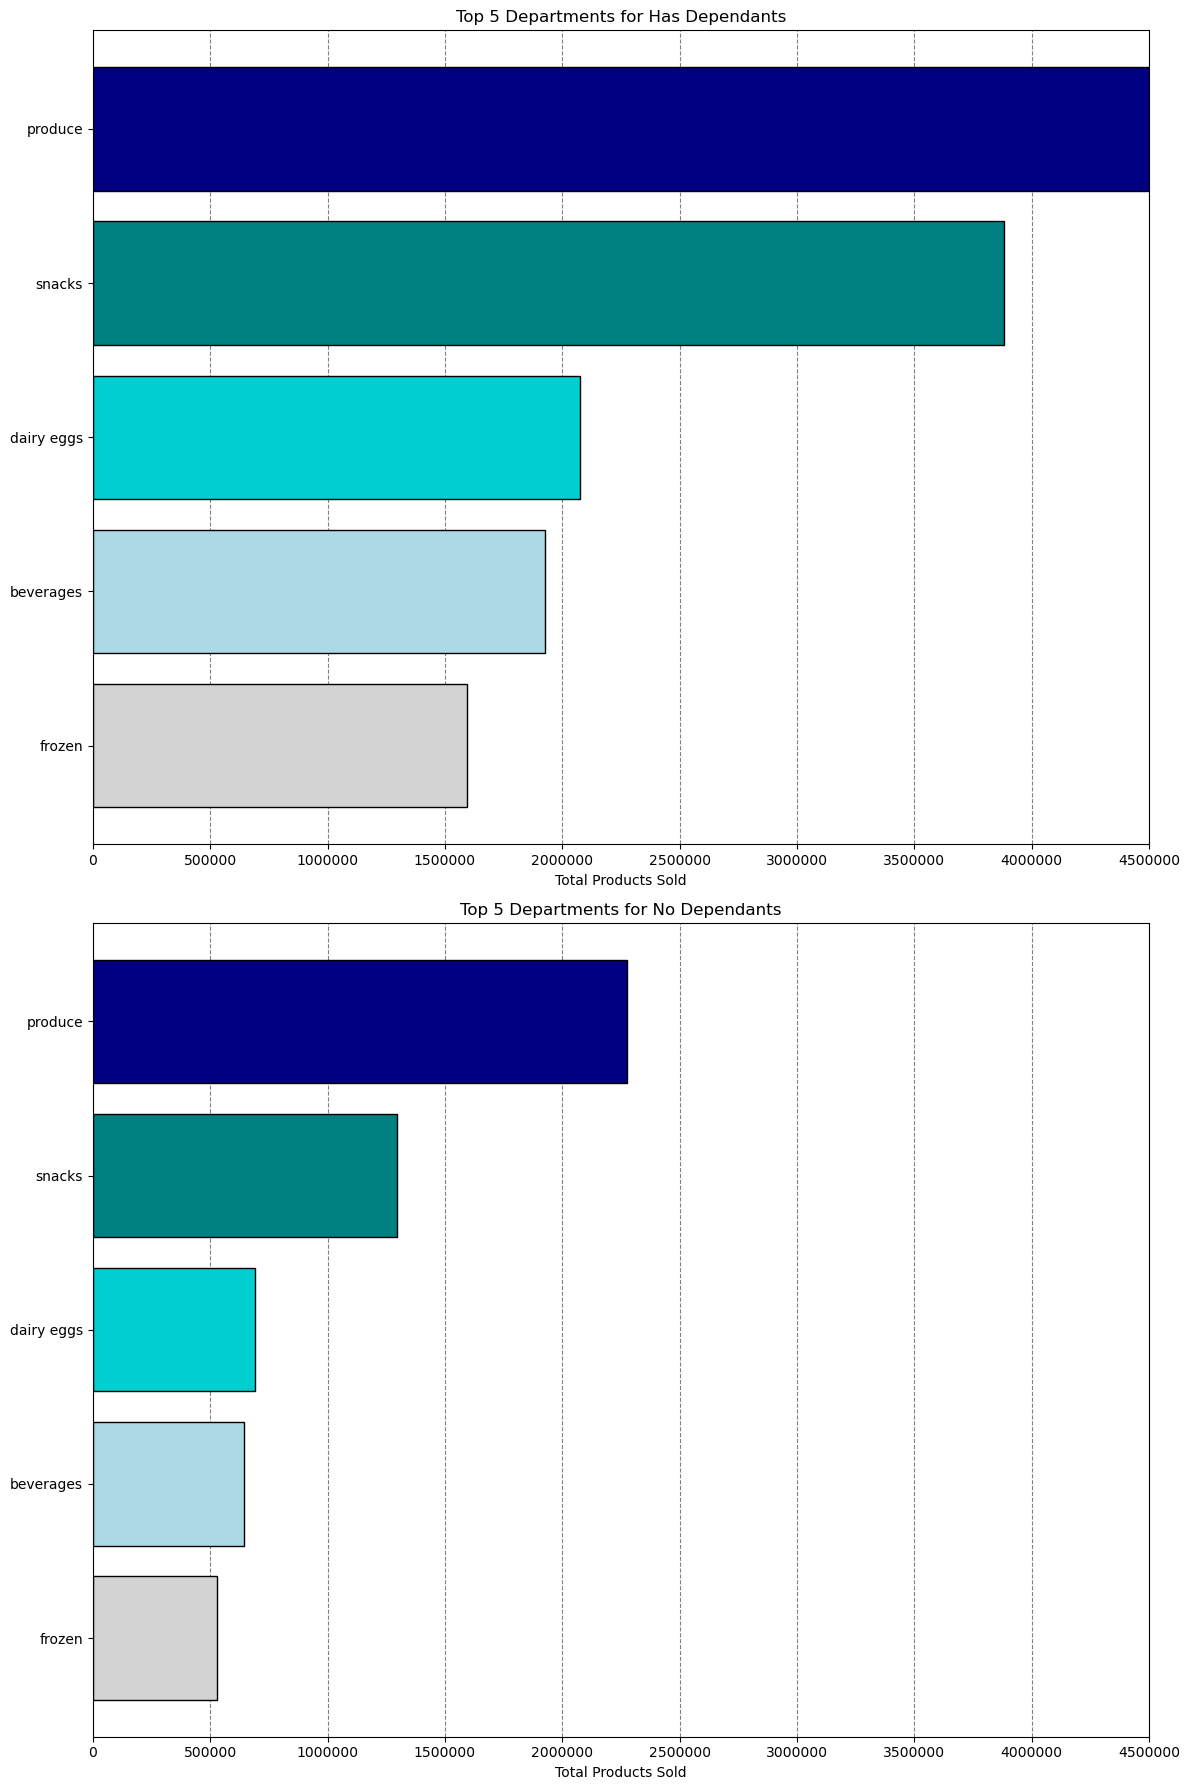 Top 5 Departments for Has Dependants
produce
snacks
dairy eggs
beverages
frozen
0 500000 1000000 1500000 2000000 2500000 3000000 3500000 4000000 4500000
Total Products Sold
Top 5 Departments for No Dependants
produce
snacks
dairy eggs
beverages
frozen
0 500000 1000000 1500000 2000000 2500000 3000000 3500000 4000000 4500000
Total Products Sold